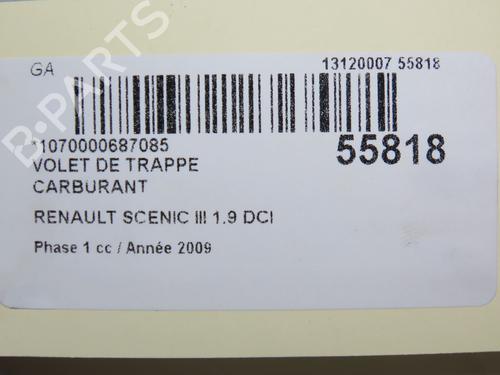 GA
13120007 55818
*1070000687085
55818
VOLET DE TRAPPE
CARBURANT
RENAULT SCENIC III 1.9 DCI
Phase 1 cc / Année 2009
B-PARTS